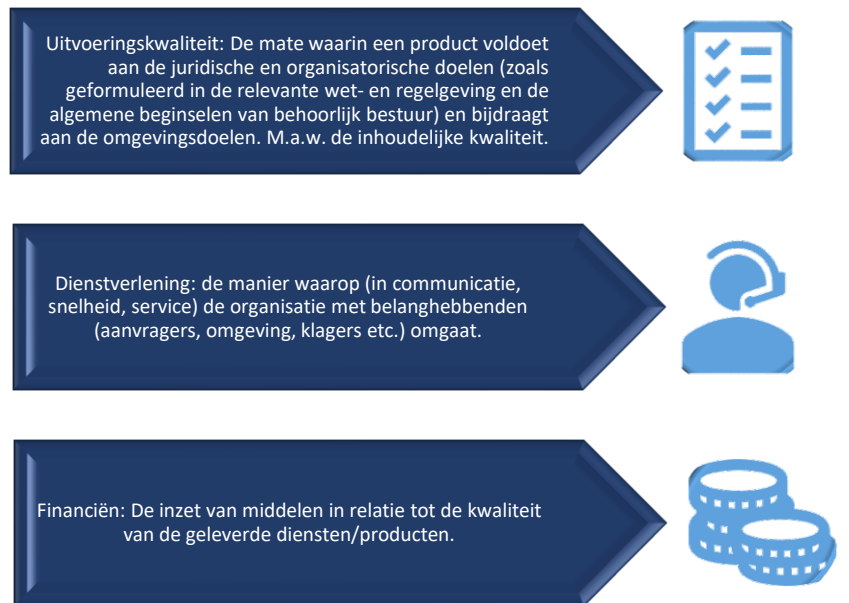 Uitvoeringskwaliteit: De mate waarin een product voldoet
aan de juridische en organisatorische doelen (zoals
geformuleerd in de relevante wet- en regelgeving en de
algemene beginselen van behoorlijk bestuur) en bijdraagt
aan de omgevingsdoelen. M.a.w. de inhoudelijke kwaliteit.
Dienstverlening: de manier waarop (in communicatie,
snelheid, service) de organisatie met belanghebbenden
(aanvragers, omgeving, klagers etc.) omgaat.
Financiën: De inzet van middelen in relatie tot de kwaliteit
van de geleverde diensten/producten.